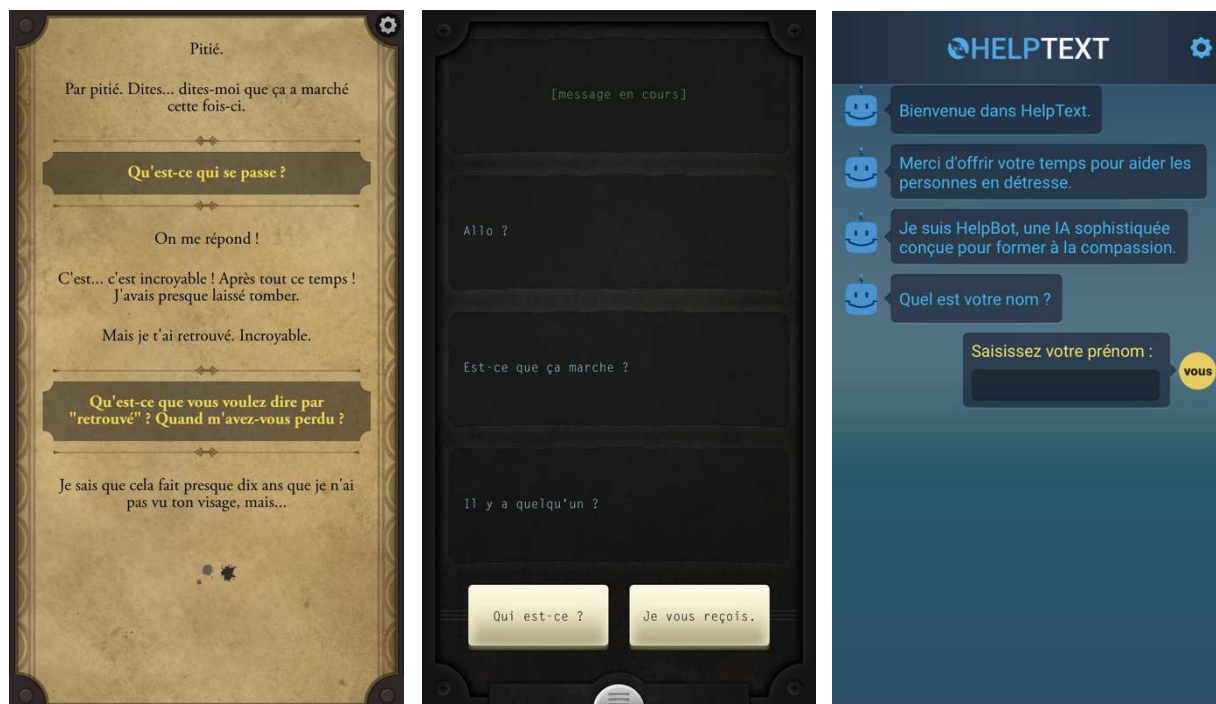 Pitié.
Par pitié. Dites... dites-moi que ça a marché
cette fois-ci.
Qu'est-ce qui se passe ?
On me répond !
C'est... c'est incroyable ! Après tout ce temps !
J'avais presque laissé tomber.
Mais je t'ai retrouvé. Incroyable.
Qu'est-ce que vous voulez dire par
"retrouvé" ? Quand m'avez-vous perdu ?
Je sais que cela fait presque dix ans que je n'ai
pas vu ton visage, mais...
[message en cours]
Allo ?
Est-ce que ça marche ?
Il y a quelqu'un ?
Qui est-ce ?
Je vous reçois.
HELPTEXT
Bienvenue dans HelpText.
Merci d'offrir votre temps pour aider les
personnes en détresse.
Je suis HelpBot, une IA sophistiquée
conçue pour former à la compassion.
Quel est votre nom ?
Saisissez votre prénom :
vous